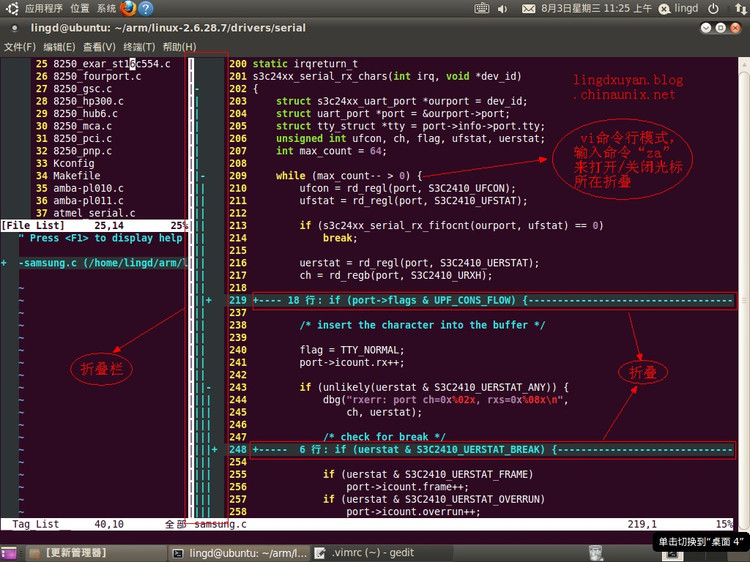 应用程序 位置 系统
8月3日星期三 11:25 上午 lingd
lingd@ubuntu: ~/arm/linux-2.6.28.7/drivers/serial
文件(F) 编辑(E) 查看(V) 终端(T) 帮助(H)
25 8250_exar_st16c554.c
26 8250_fourport.c
27 8250_gsc.c
28 8250_hp300.c
29 8250_hub6.c
30 8250_mca.c
31 8250_pci.c
32 8250_pnp.c
33 Kconfig
34 Makefile
35 amba-pl010.c
36 amba-pl011.c
37 atmel_serial.c
[File List] 25,14 25%
" Press <F1> to display help
+ -samsung.c (/home/lingd/arm/l
折叠栏
200 static irqreturn_t
201 s3c24xx_serial_rx_chars(int irq, void *dev_id)
202 {
203 struct s3c24xx_uart_port *ourport = dev_id;
204 struct uart_port *port = &ourport->port;
205 struct tty_struct *tty = port->info->port.tty;
206 unsigned int ufcon, ch, flag, ufstat, uerstat;
207 int max_count = 64;
208
209 while (max_count-- > 0) {
210 ufcon = rd_regl(port, S3C2410_UFCON);
211 ufstat = rd_regl(port, S3C2410_UFSTAT);
212
213 if (s3c24xx_serial_rx_fifocnt(ourport, ufstat) == 0)
214 break;
215
216 uerstat = rd_regl(port, S3C2410_UERSTAT);
217 ch = rd_regb(port, S3C2410_URXH);
218
219 +---- 18 行: if (port->flags & UPF_CONS_FLOW) {----------------------------------
237
238 /* insert the character into the buffer */
239
240 flag = TTY_NORMAL;
241 port->icount.rx++;
242
243 if (unlikely(uerstat & S3C2410_UERSTAT_ANY)) {
244 dbg("rxerr: port ch=0x%02x, rxs=0x%08x\n",
245 ch, uerstat);
246
247 /* check for break */
248 +----- 6 行: if (uerstat & S3C2410_UERSTAT_BREAK) {-----------------------------
254
255 if (uerstat & S3C2410_UERSTAT_FRAME)
256 port->icount.frame++;
257 if (uerstat & S3C2410_UERSTAT_OVERRUN)
258 port->icount.overrun++;
lingdxuyan.blog
.chinaunix.net
vi命令行模式，
输入命令“za”
来打开/关闭光标
所在折叠
折叠
__Tag_List__ 40,10 全部 samsung.c 219,1 15%
单击切换到“桌面 4”
[更新管理器] lingd@ubuntu: ~/arm/l... .vimrc (~) - gedit